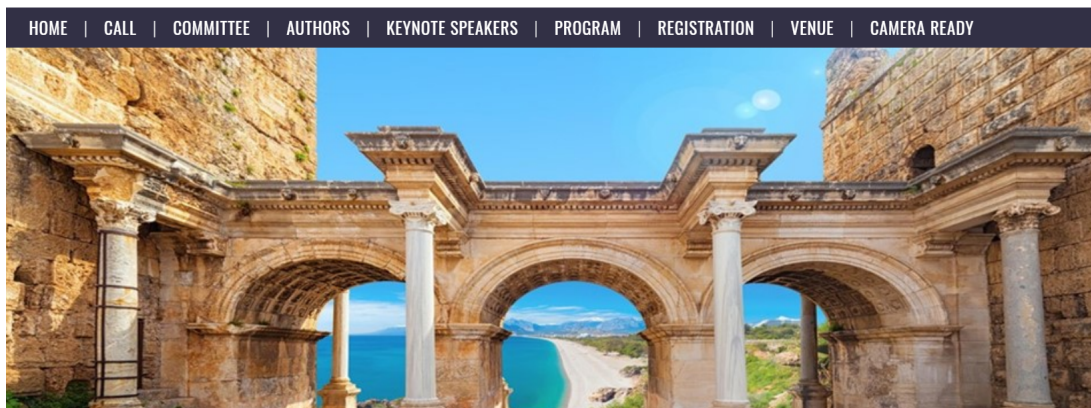 HOME | CALL | COMMITTEE | AUTHORS | KEYNOTE SPEAKERS | PROGRAM | REGISTRATION | VENUE | CAMERA READY